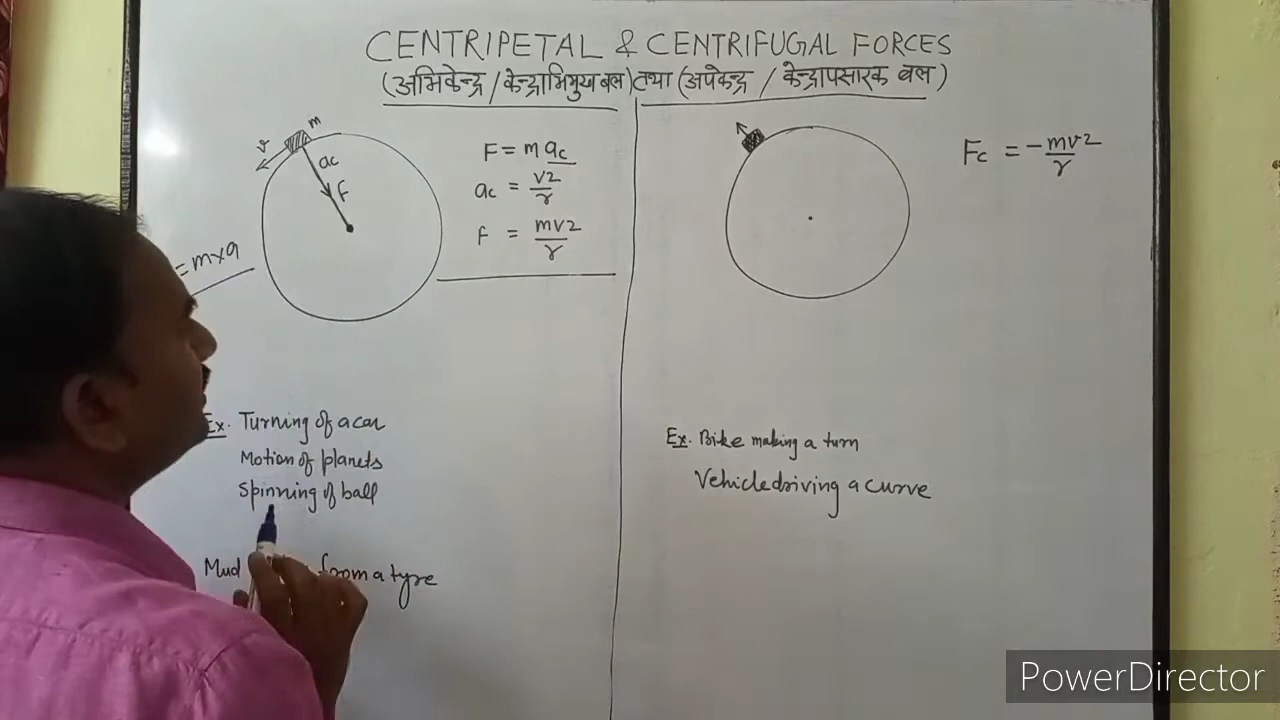 CENTRIPETAL & CENTRIFUGAL FORCES
(अभिकेन्द्र / केन्द्राभिमुख बल) तथा (अपकेन्द्र / केन्द्रापसारक बल)
m
v
ac
F
F = m ac
ac = v2/r
F = mv2/r
= m×a
Ex. Turning of a car
Motion of planets
Spinning of ball
Mud from a tyre
Fc = -mv2/r
Ex. Bike making a turn
Vehicle driving a curve
PowerDirector